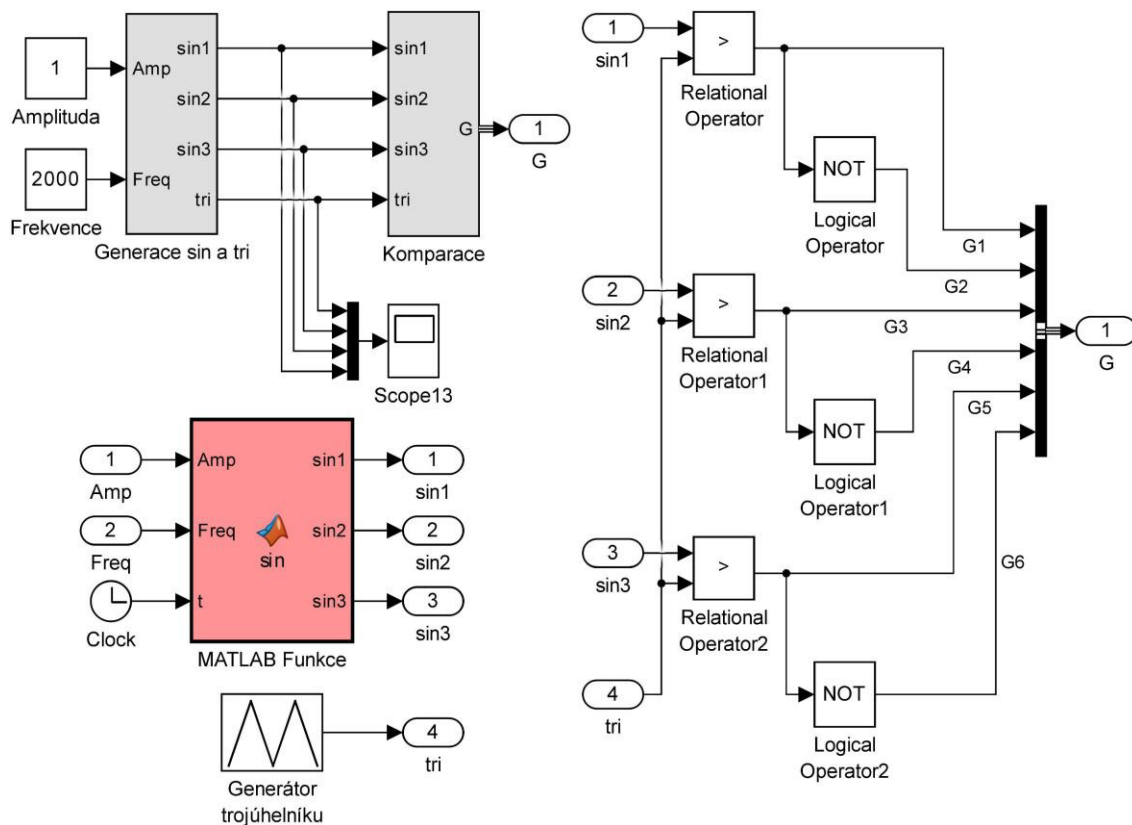 1
Amplituda
2000
Frekvence
Amp
Freq
sin1
sin2
sin3
tri
Generace sin a tri
sin1
sin2
sin3
tri
G
Komparace
1
G
Scope13
1
Amp
2
Freq
Clock
Amp
Freq
t
sin
sin1
sin2
sin3
MATLAB Funkce
1
sin1
2
sin2
3
sin3
Generátor
trojúhelníku
4
tri
1
sin1
>
Relational
Operator
NOT
Logical
Operator
G1
G2
2
sin2
>
Relational
Operator1
NOT
Logical
Operator1
G3
G4
G5
1
G
3
sin3
>
Relational
Operator2
G6
4
tri
NOT
Logical
Operator2